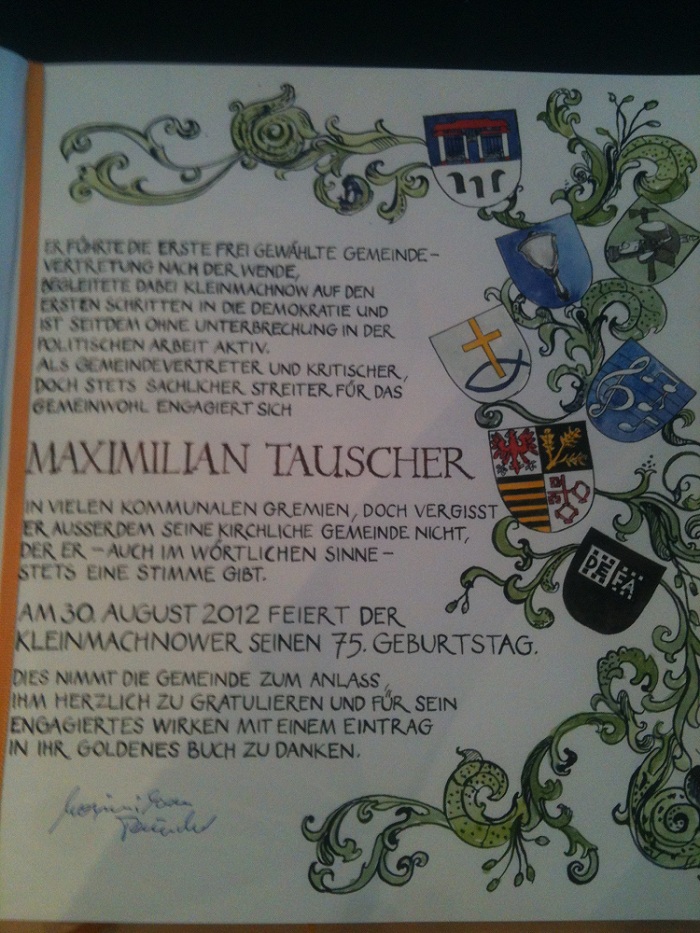 ER FÜHRTE DIE ERSTE FREI GEWÄHLTE GEMEINDE-
VERTRETUNG NACH DER WENDE,
BEGLEITETE DABEI KLEINMACHNOW AUF DEN
ERSTEN SCHRITTEN IN DIE DEMOKRATIE UND
IST SEITDEM OHNE UNTERBRECHUNG IN DER
POLITISCHEN ARBEIT AKTIV.
ALS GEMEINDEVERTRETER UND KRITISCHER,
DOCH STETS SACHLICHER STREITER FÜR DAS
GEMEINWOHL ENGAGIERT SICH
MAXIMILIAN TAUSCHER
IN VIELEN KOMMUNALEN GREMIEN, DOCH VERGISST
ER AUSSERDEM SEINE KIRCHLICHE GEMEINDE NICHT,
DER ER – AUCH IM WÖRTLICHEN SINNE –
STETS EINE STIMME GIBT.
AM 30. AUGUST 2012 FEIERT DER
KLEINMACHNOWER SEINEN 75. GEBURTSTAG.
DIES NIMMT DIE GEMEINDE ZUM ANLASS,
IHM HERZLICH ZU GRATULIEREN UND FÜR SEIN
ENGAGIERTES WIRKEN MIT EINEM EINTRAG
IN IHR GOLDENES BUCH ZU DANKEN.
Maximilian
Tauscher
DEFA